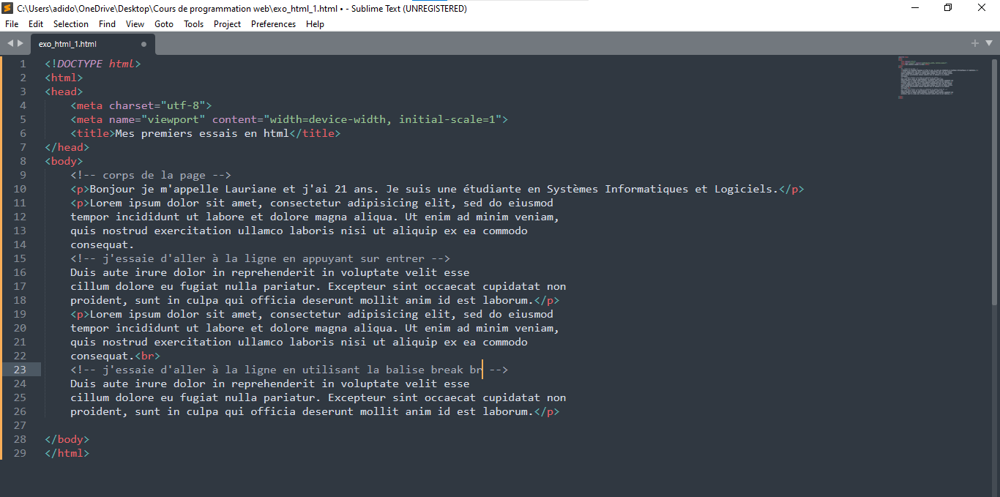 C:\Users\adido\OneDrive\Desktop\Cours de programmation web\exo_html_1.html • - Sublime Text (UNREGISTERED)
File Edit Selection Find View Goto Tools Project Preferences Help
exo_html_1.html
1 <!DOCTYPE html>
2 <html>
3 <head>
4 <meta charset="utf-8">
5 <meta name="viewport" content="width=device-width, initial-scale=1">
6 <title>Mes premiers essais en html</title>
7 </head>
8 <body>
9 <!-- corps de la page -->
10 <p>Bonjour je m'appelle Lauriane et j'ai 21 ans. Je suis une étudiante en Systèmes Informatiques et Logiciels.</p>
11 <p>Lorem ipsum dolor sit amet, consectetur adipisicing elit, sed do eiusmod
12 tempor incididunt ut labore et dolore magna aliqua. Ut enim ad minim veniam,
13 quis nostrud exercitation ullamco laboris nisi ut aliquip ex ea commodo
14 consequat.
15 <!-- j'essaie d'aller à la ligne en appuyant sur entrer -->
16 Duis aute irure dolor in reprehenderit in voluptate velit esse
17 cillum dolore eu fugiat nulla pariatur. Excepteur sint occaecat cupidatat non
18 proident, sunt in culpa qui officia deserunt mollit anim id est laborum.</p>
19 <p>Lorem ipsum dolor sit amet, consectetur adipisicing elit, sed do eiusmod
20 tempor incididunt ut labore et dolore magna aliqua. Ut enim ad minim veniam,
21 quis nostrud exercitation ullamco laboris nisi ut aliquip ex ea commodo
22 consequat.<br>
23 <!-- j'essaie d'aller à la ligne en utilisant la balise break br -->
24 Duis aute irure dolor in reprehenderit in voluptate velit esse
25 cillum dolore eu fugiat nulla pariatur. Excepteur sint occaecat cupidatat non
26 proident, sunt in culpa qui officia deserunt mollit anim id est laborum.</p>
27
28 </body>
29 </html>